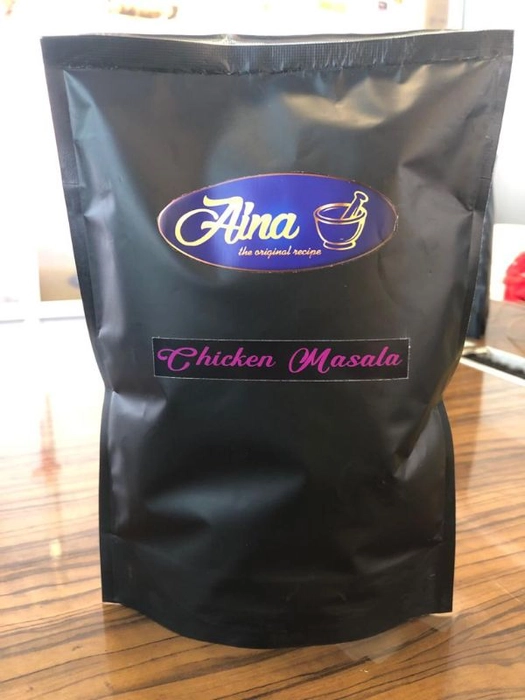 Aina
the original recipe
Chicken Masala